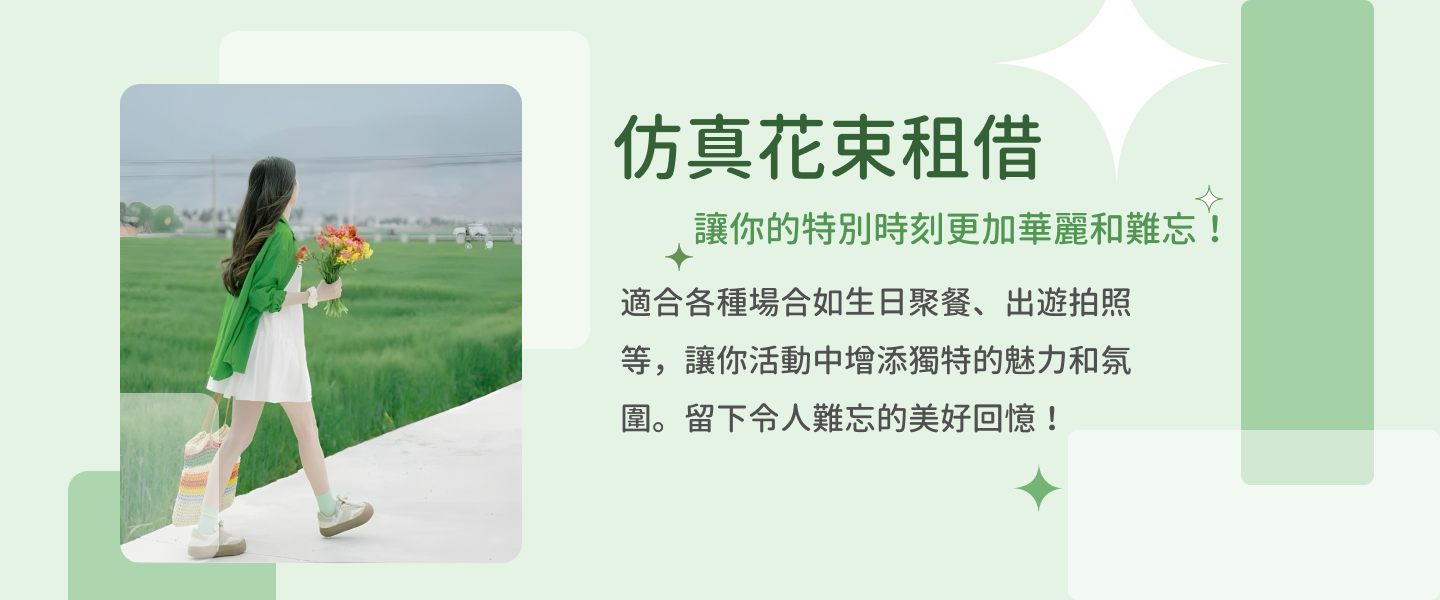 仿真花束租借
讓你的特別時刻更加華麗和難忘！
適合各種場合如生日聚餐、出遊拍照
等，讓你活動中增添獨特的魅力和氛
圍。留下令人難忘的美好回憶！